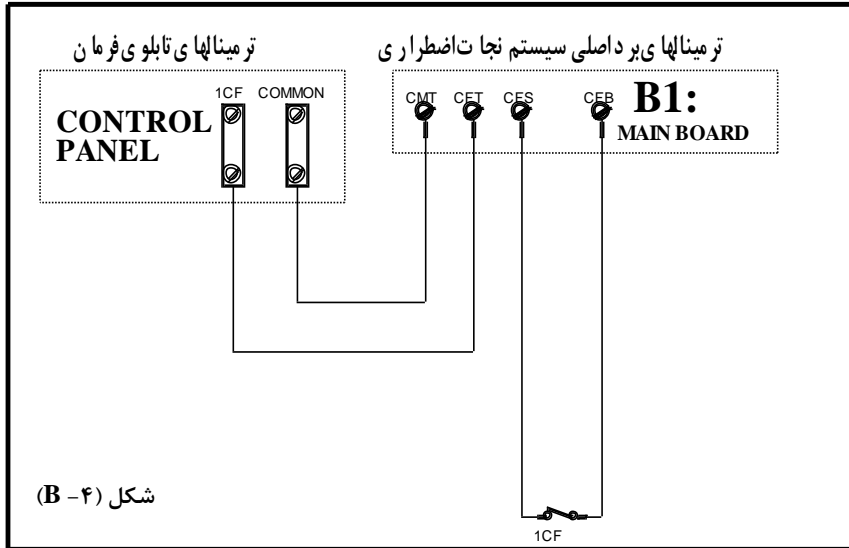 ترمینالهای تابلوی فرمان
ترمینالهای برد اصلی سیستم نجات اضطراری
1CF COMMON
CONTROL
PANEL
CMT CFT CFS CFB
B1:
MAIN BOARD
1CF
شکل (۴- B)